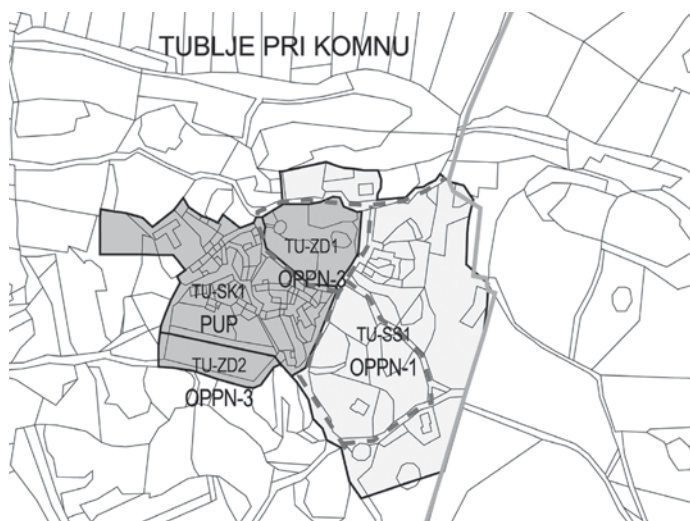 TUBLJE PRI KOMNU
TU-ZD1
OPPN-3
TU-SK1
PUP
TU-SS1
OPPN-1
TU-ZD2
OPPN-3